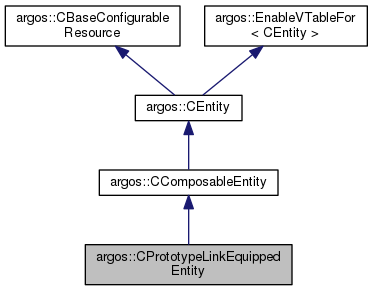 argos::CBaseConfigurable
Resource
argos::EnableVTableFor
< CEntity >
argos::CEntity
argos::CComposableEntity
argos::CPrototypeLinkEquipped
Entity